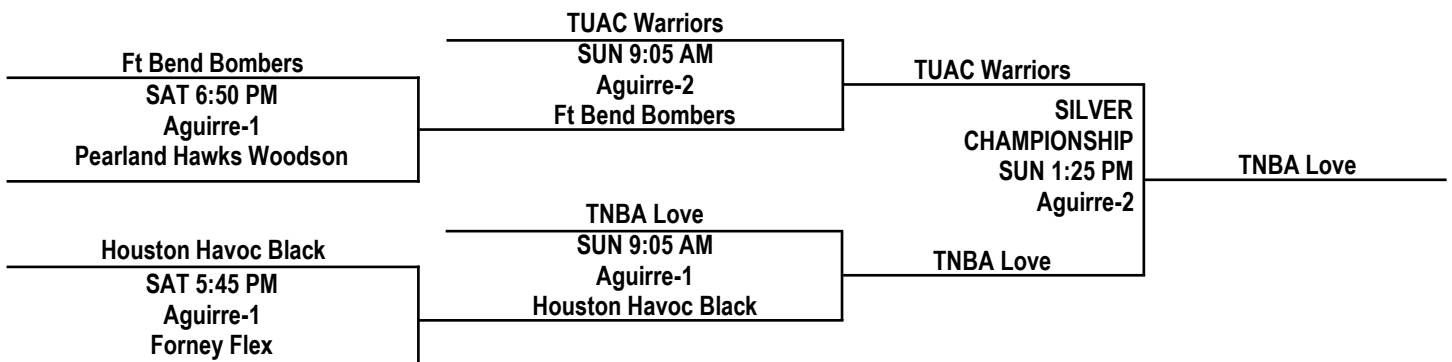 TUAC Warriors
Ft Bend Bombers
SUN 9:05 AM
TUAC Warriors
SAT 6:50 PM
Aguirre-2
Aguirre-1
Ft Bend Bombers
SILVER
Pearland Hawks Woodson
CHAMPIONSHIP
SUN 1:25 PM
TNBA Love
Aguirre-2
TNBA Love
Houston Havoc Black
SUN 9:05 AM
TNBA Love
SAT 5:45 PM
Aguirre-1
Aguirre-1
Houston Havoc Black
Forney Flex